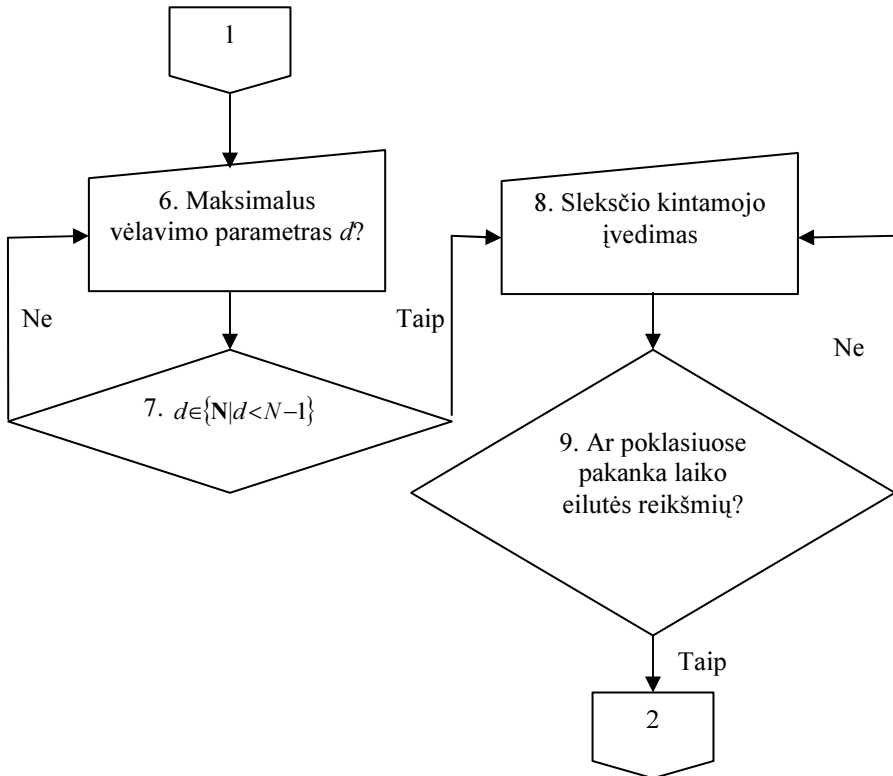 1
6. Maksimalus
vėlavimo parametras d?
Ne
Taip
7. d∈{N|d<N−1}
8. Sleksčio kintamojo
įvedimas
Ne
9. Ar poklasiuose
pakanka laiko
eilutės reikšmių?
Taip
2